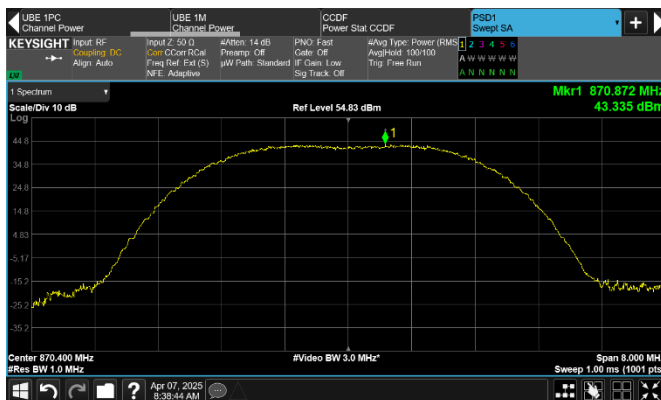 UBE 1PC
Channel Power
UBE 1M
Channel Power
CCDF
Power Stat CCDF
PSD1
Swept SA
KEYSIGHT
Input: RF
Coupling: DC
Align: Auto
Input Z: 50 Ω
Corr CCorr RCal
Freq Ref: Ext (S)
NFE: Adaptive
#Atten: 14 dB
Preamp: Off
µW Path: Standard
PNO: Fast
Gate: Off
IF Gain: Low
Sig Track: Off
#Avg Type: Power (RMS
Avg|Hold: 100/100
Trig: Free Run
1 2 3 4 5 6
A W W W W W
A N N N N N
1 Spectrum
Scale/Div 10 dB
Log
Ref Level 54.83 dBm
Mkr1 870.872 MHz
43.335 dBm
1
44.8
34.8
24.8
14.8
4.83
-5.17
-15.2
-25.2
-35.2
Center 870.400 MHz
#Res BW 1.0 MHz
#Video BW 3.0 MHz*
Span 8.000 MHz
Sweep 1.00 ms (1001 pts
?
Apr 07, 2025
8:38:44 AM